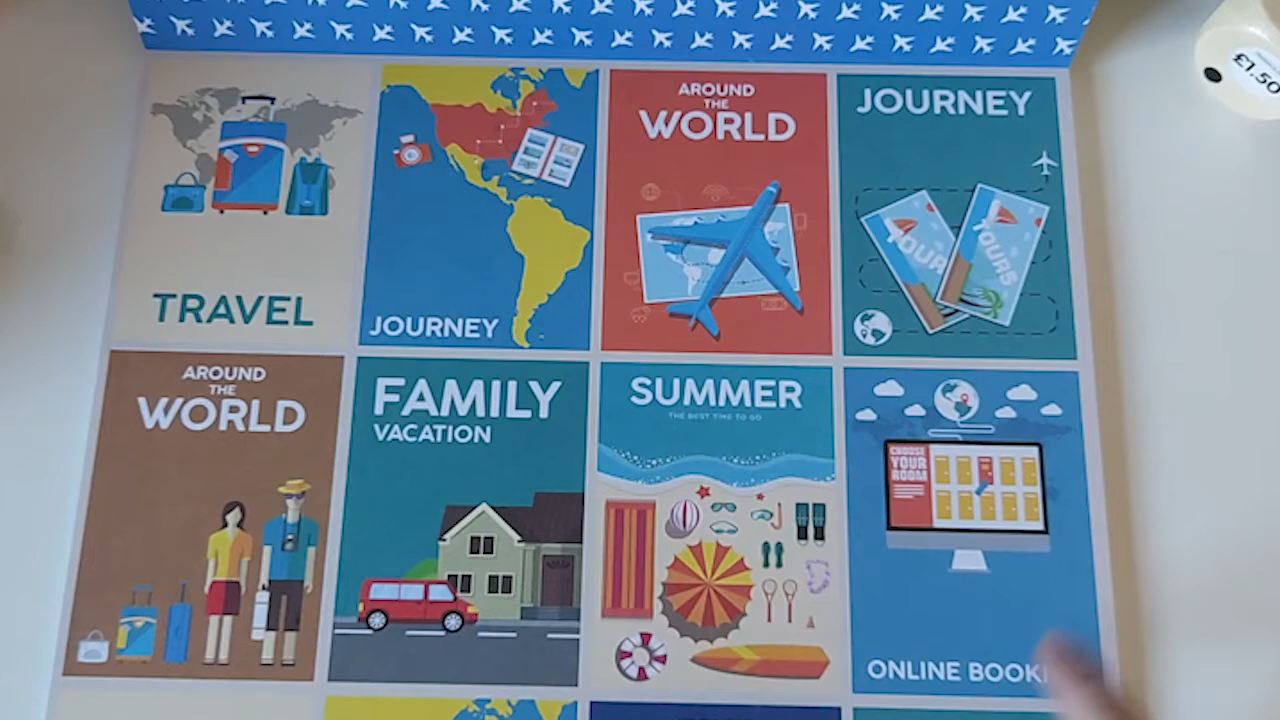 TRAVEL
JOURNEY
AROUND
THE
WORLD
JOURNEY
TOURS
TOURS
AROUND
THE
WORLD
FAMILY
VACATION
SUMMER
THE BEST TIME TO GO
CHOOSE
YOUR
ROOM
ONLINE
£1.50